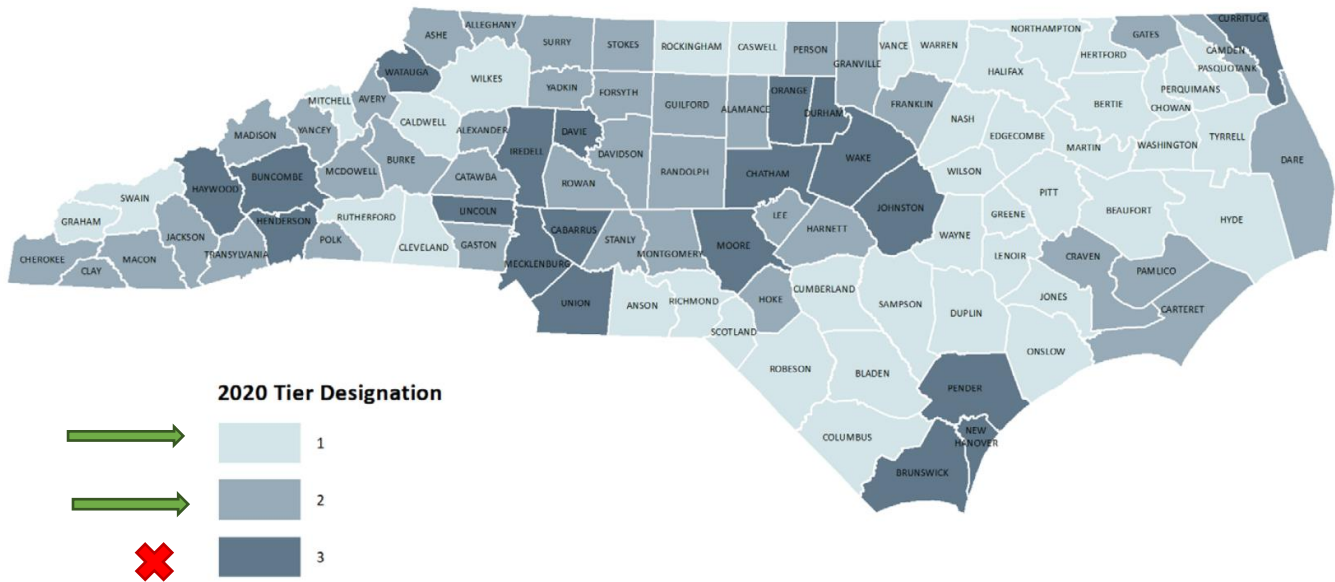 CURRITUCK
ALLEGHANY
NORTHAMPTON
ASHE
GATES
SURRY
STOKES
ROCKINGHAM
CASWELL
PERSON
VANCE
WARREN
CAMDEN
HERTFORD
GRANVILLE
PASQUOTANK
WATAUGA
HALIFAX
WILKES
YADKIN
FORSYTH
ORANGE
PERQUIMANS
MITCHELL
AVERY
GUILFORD
ALAMANCE
DURHAM
FRANKLIN
BERTIE
CHOWAN
CALDWELL
NASH
MADISON
YANCEY
ALEXANDER
DAVIE
EDGECOMBE
TYRRELL
MARTIN
WASHINGTON
IREDELL
DAVIDSON
WAKE
DARE
BURKE
MCDOWELL
RANDOLPH
CHATHAM
WILSON
BUNCOMBE
CATAWBA
ROWAN
HAYWOOD
PITT
SWAIN
JOHNSTON
LINCOLN
BEAUFORT
GREENE
LEE
RUTHERFORD
HYDE
GRAHAM
HENDERSON
CABARRUS
HARNETT
WAYNE
JACKSON
POLK
STANLY
GASTON
CLEVELAND
MOORE
TRANSYLVANIA
MONTGOMERY
LENOIR
CRAVEN
CHEROKEE
MACON
MECKLENBURG
CLAY
PAMLICO
CUMBERLAND
JONES
HOKE
UNION
ANSON
RICHMOND
SAMPSON
CARTERET
DUPLIN
SCOTLAND
ONSLOW
ROBESON
BLADEN
PENDER
2020 Tier Designation
NEW
HANOVER
COLUMBUS
1
BRUNSWICK
2
3